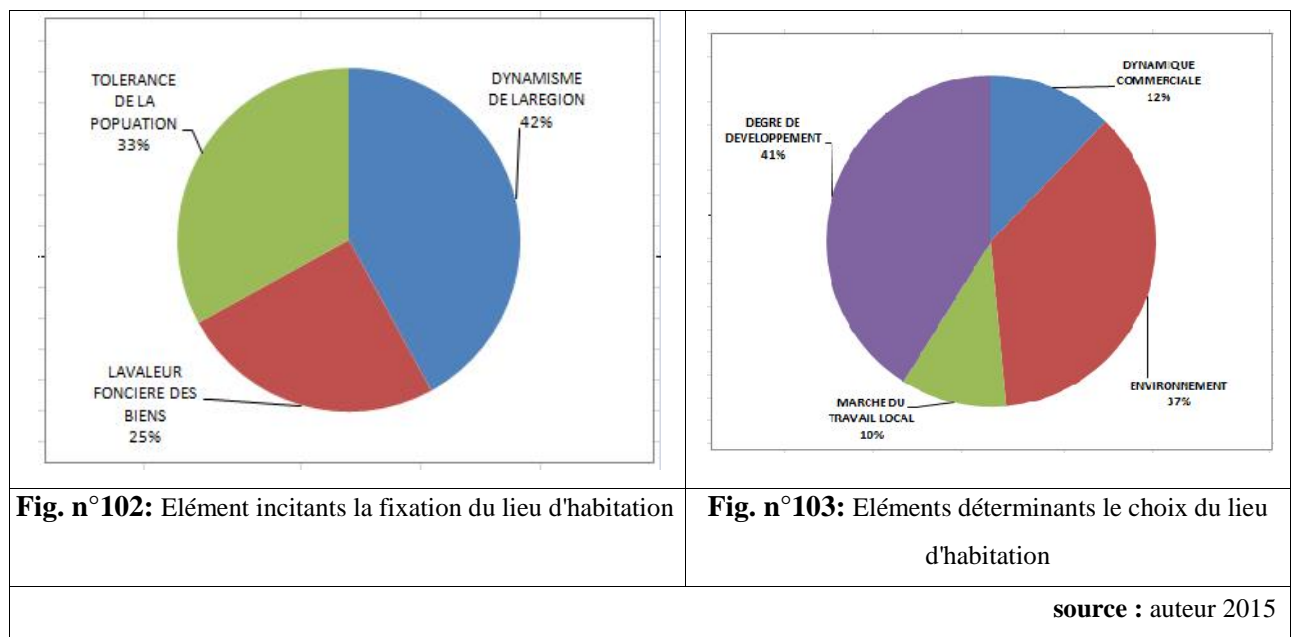 TOLERANCE
DE LA
POPUATION
33%
DYNAMISME
DE LAREGION
42%
LAVALEUR
FONCIERE DES
BIENS
25%
DYNAMIQUE
COMMERCIALE
12%
DEGRE DE
DEVELOPPEMENT
41%
ENVIRONNEMENT
37%
MARCHE DU
TRAVAIL LOCAL
10%
Fig. n°102: Elément incitants la fixation du lieu d'habitation
Fig. n°103: Eléments déterminants le choix du lieu
d'habitation
source : auteur 2015